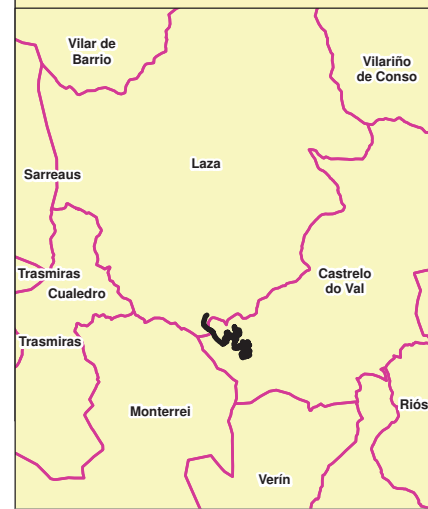 Vilar de
Barrio
Vilariño
de Conso
Laza
Sarreaus
Trasmiras
Cualedro
Castrelo
do Val
Trasmiras
Monterrei
Riós
Verín